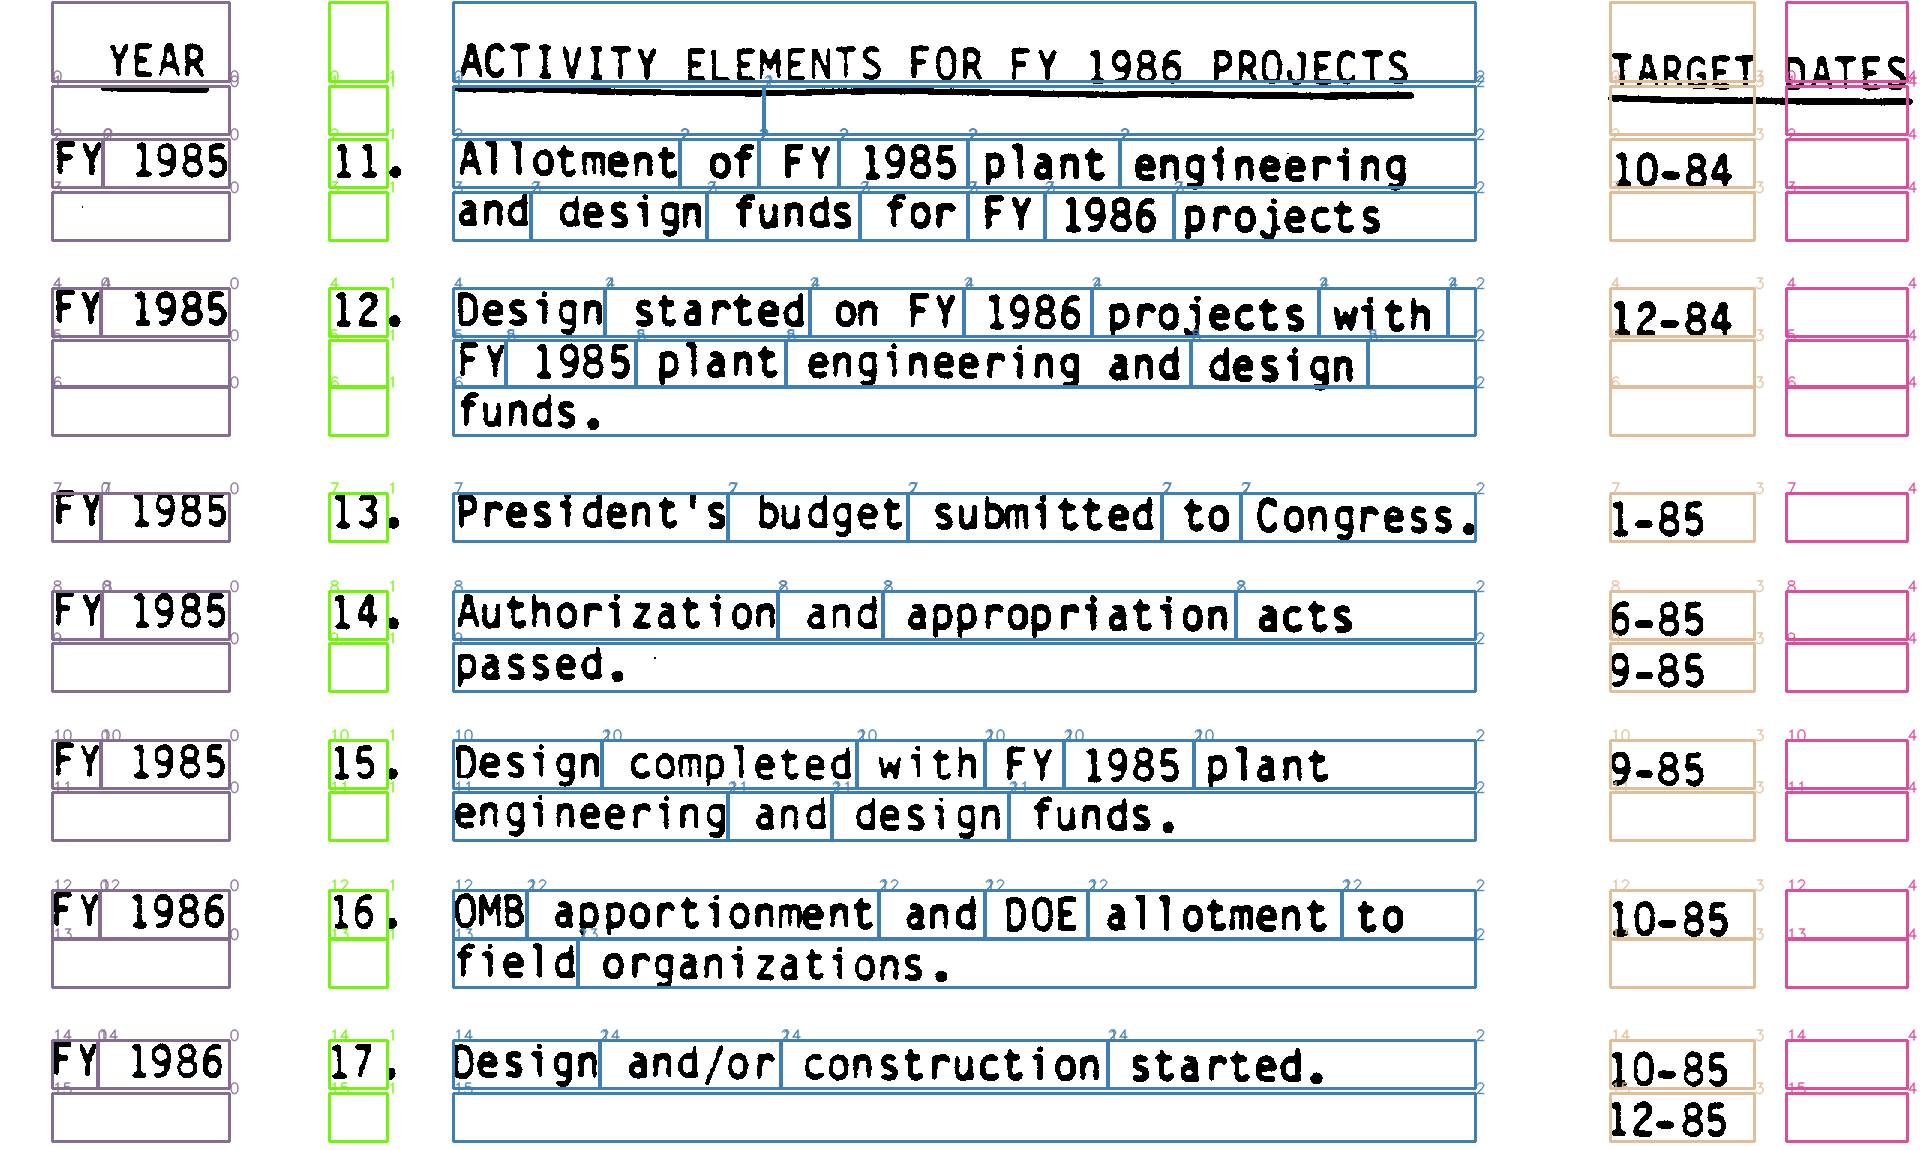 YEAR ACTIVITY ELEMENTS FOR FY 1986 PROJECTS TARGET DATES
FY 1985 11. Allotment of FY 1985 plant engineering 10-84
and design funds for FY 1986 projects
FY 1985 12. Design started on FY 1986 projects with 12-84
FY 1985 plant engineering and design
funds.
FY 1985 13. President's budget submitted to Congress. 1-85
FY 1985 14. Authorization and appropriation acts 6-85
passed. 9-85
FY 1985 15. Design completed with FY 1985 plant 9-85
engineering and design funds.
FY 1986 16. OMB apportionment and DOE allotment to 10-85
field organizations.
FY 1986 17. Design and/or construction started. 10-85
12-85